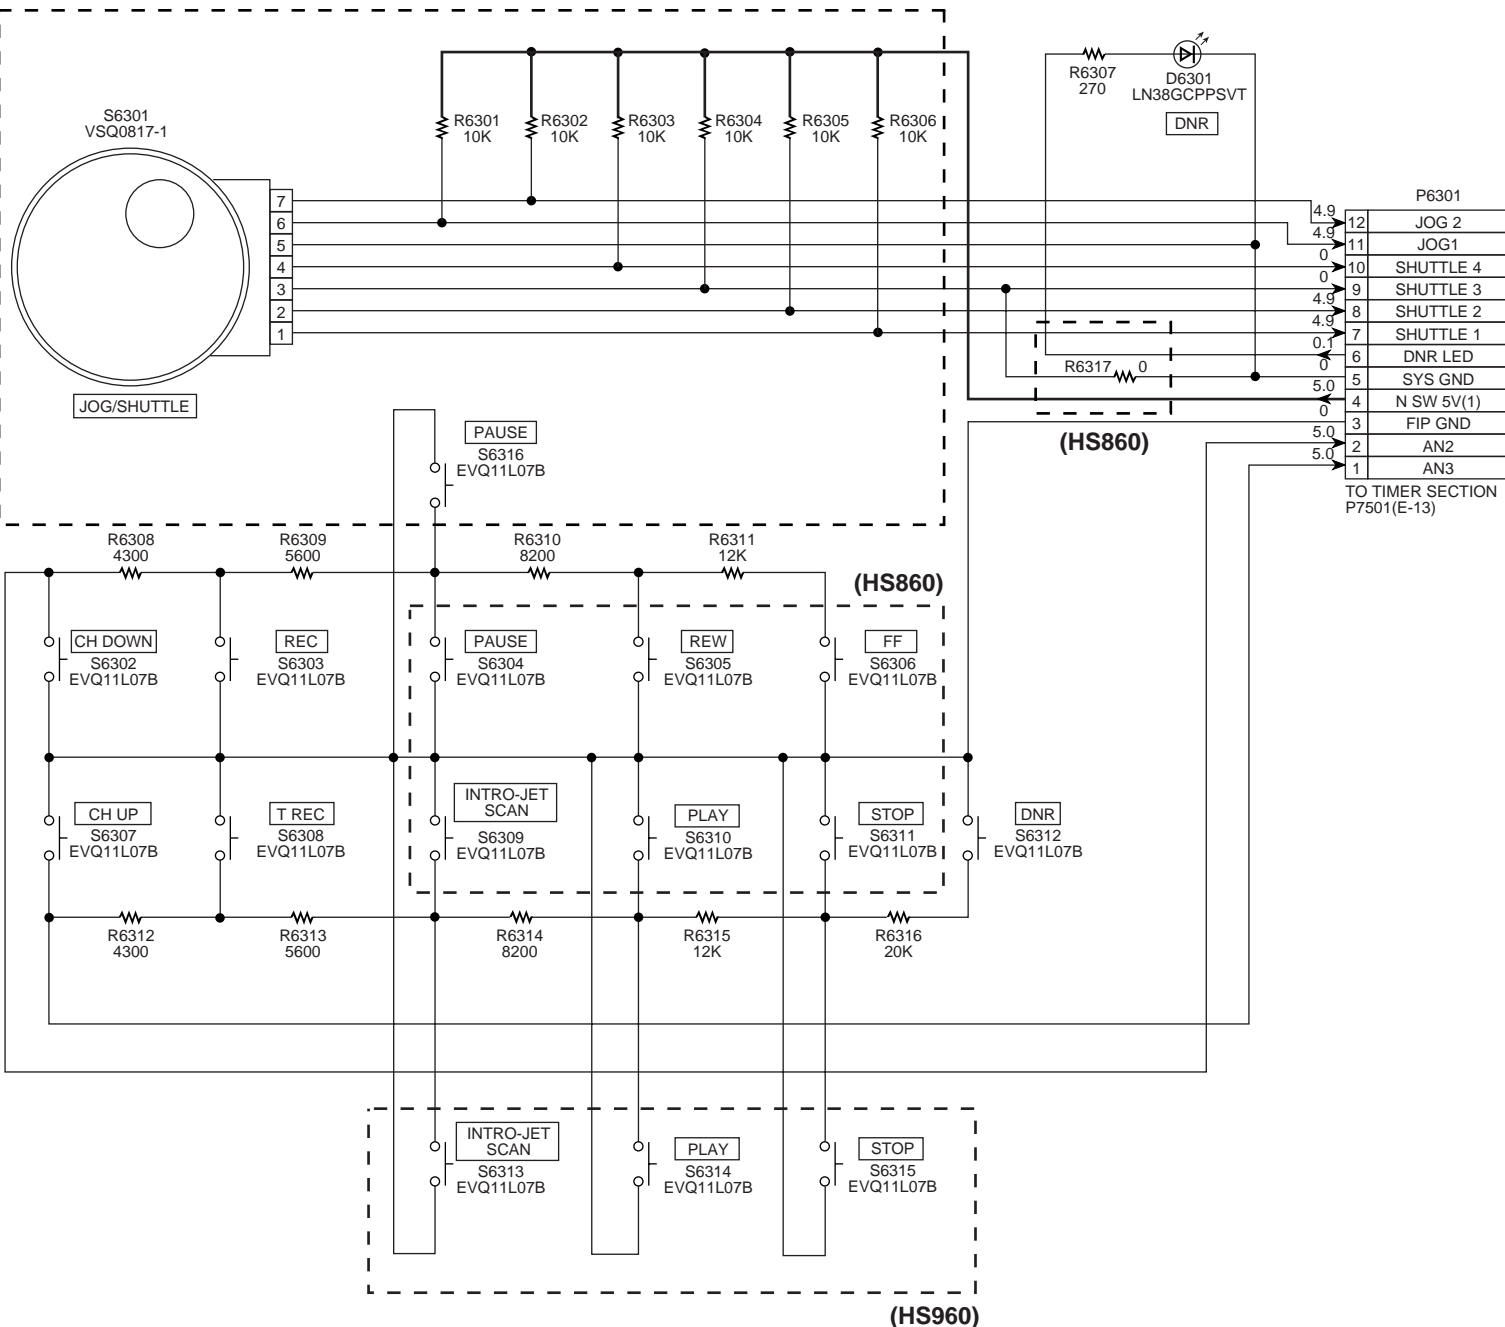 S6301
VSQ0817-1
JOG/SHUTTLE
7
6
5
4
3
2
1
R6301
10K
R6302
10K
R6303
10K
R6304
10K
R6305
10K
R6306
10K
R6307
270
D6301
LN38GCPPSVT
DNR
P6301
4.9 12 JOG 2
4.9 11 JOG1
0 10 SHUTTLE 4
0 9 SHUTTLE 3
4.9 8 SHUTTLE 2
4.9 7 SHUTTLE 1
0.1 6 DNR LED
0 5 SYS GND
5.0 4 N SW 5V(1)
0 3 FIP GND
5.0 2 AN2
5.0 1 AN3
TO TIMER SECTION
P7501(E-13)
R6317 0
(HS860)
PAUSE
S6316
EVQ11L07B
R6308
4300
R6309
5600
R6310
8200
R6311
12K
(HS860)
CH DOWN
S6302
EVQ11L07B
REC
S6303
EVQ11L07B
PAUSE
S6304
EVQ11L07B
REW
S6305
EVQ11L07B
FF
S6306
EVQ11L07B
CH UP
S6307
EVQ11L07B
T REC
S6308
EVQ11L07B
INTRO-JET
SCAN
S6309
EVQ11L07B
PLAY
S6310
EVQ11L07B
STOP
S6311
EVQ11L07B
DNR
S6312
EVQ11L07B
R6312
4300
R6313
5600
R6314
8200
R6315
12K
R6316
20K
INTRO-JET
SCAN
S6313
EVQ11L07B
PLAY
S6314
EVQ11L07B
STOP
S6315
EVQ11L07B
(HS960)